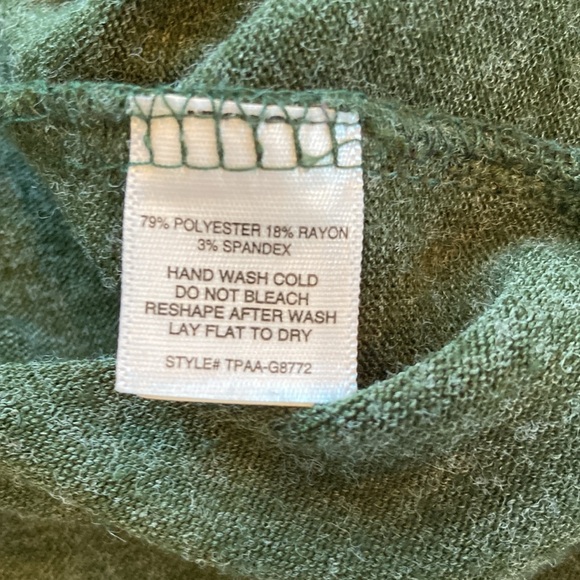 79% POLYESTER 18% RAYON
3% SPANDEX
HAND WASH COLD
DO NOT BLEACH
RESHAPE AFTER WASH
LAY FLAT TO DRY
STYLE# TPAA-G8772